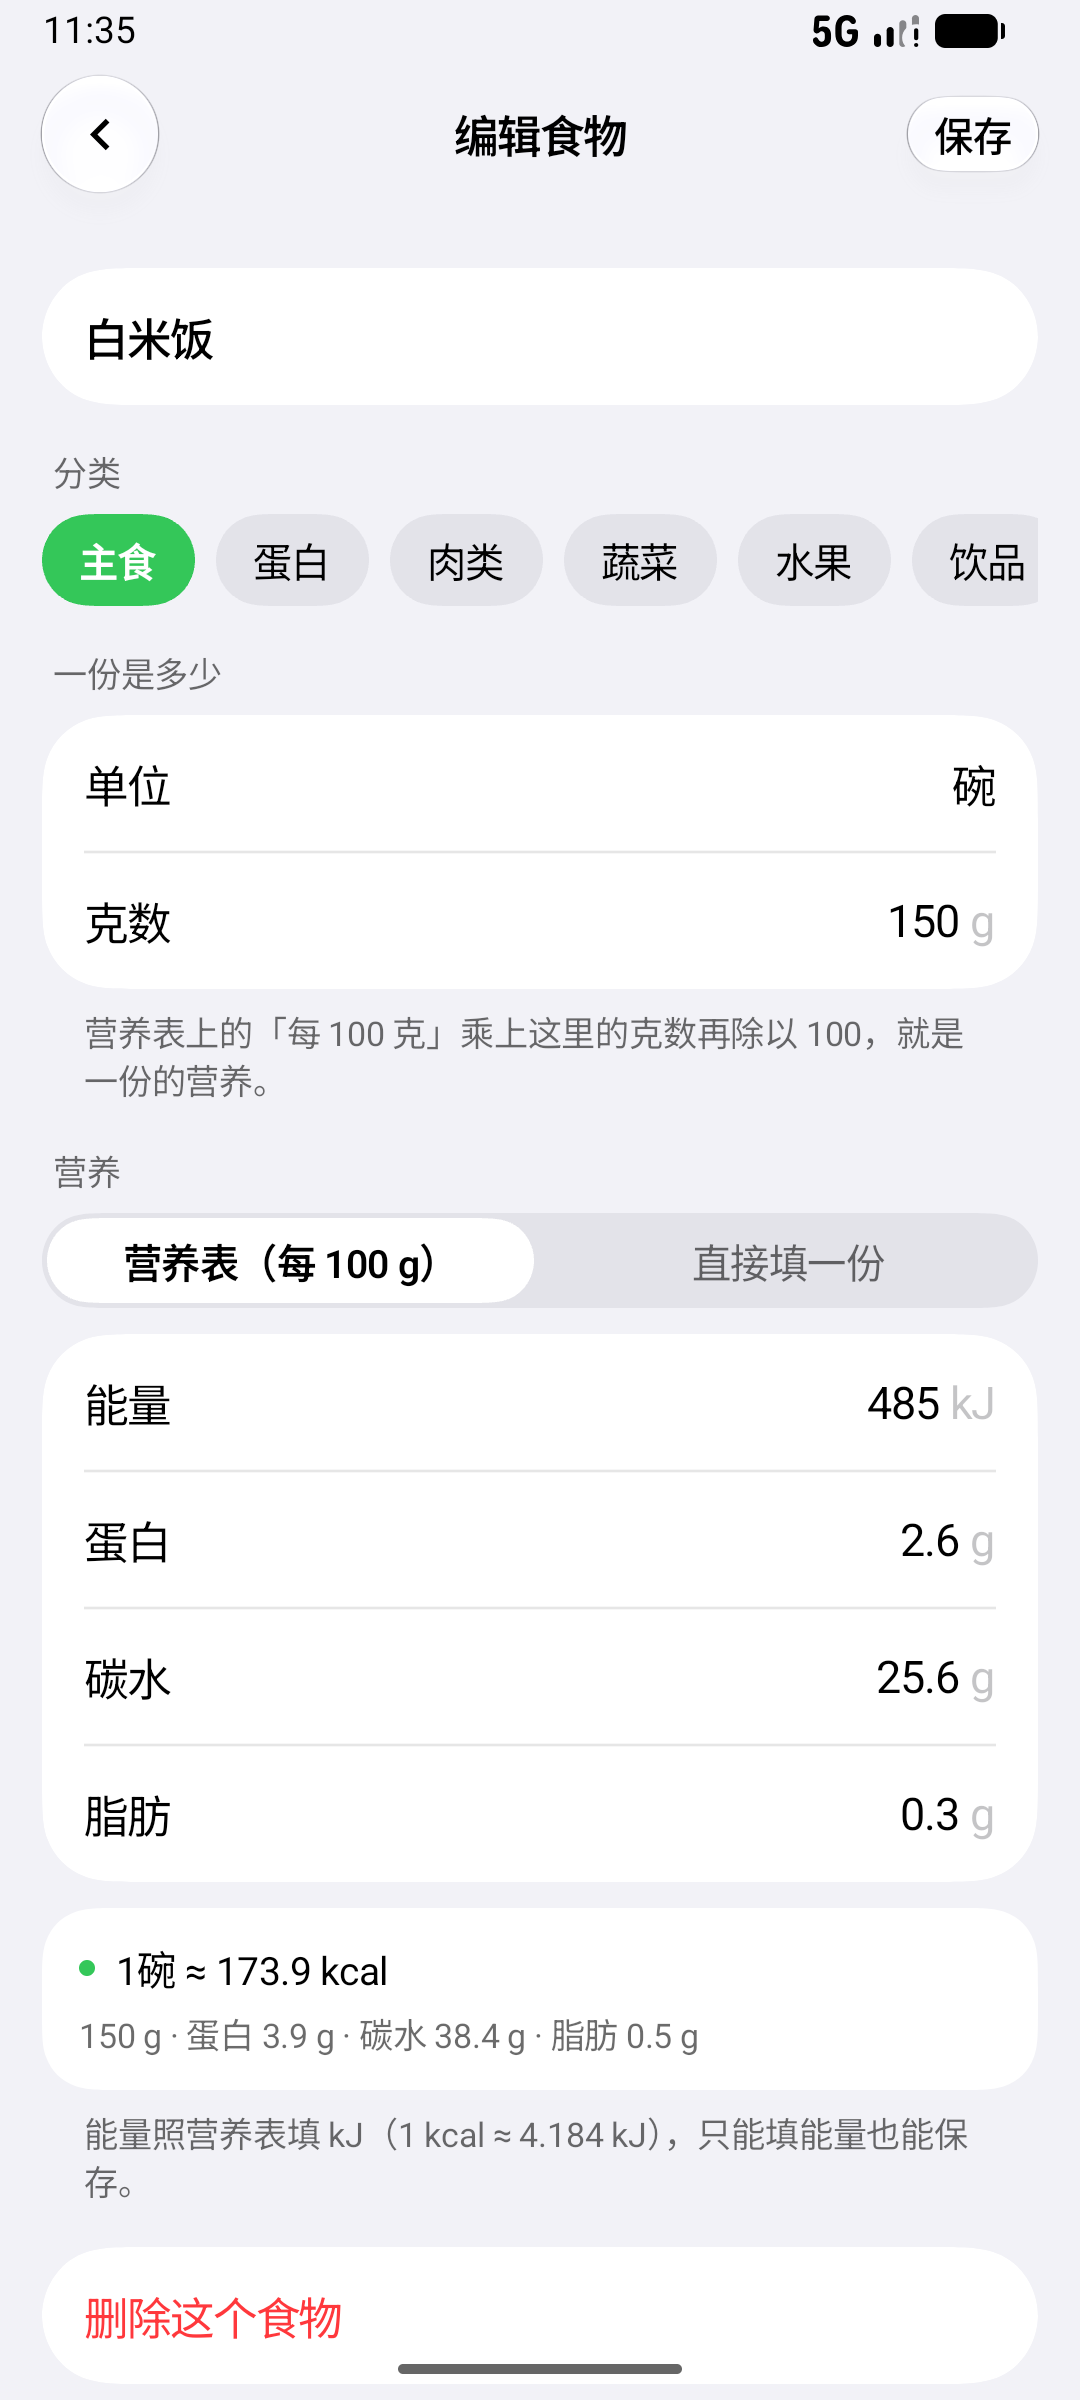 11:35
5G
编辑食物
保存
白米饭
分类
主食
蛋白
肉类
蔬菜
水果
饮品
一份是多少
单位
碗
克数
150 g
营养表上的「每 100 克」乘上这里的克数再除以 100，就是
一份的营养。
营养
营养表（每 100 g）
直接填一份
能量
485 kJ
蛋白
2.6 g
碳水
25.6 g
脂肪
0.3 g
1碗 ≈ 173.9 kcal
150 g · 蛋白 3.9 g · 碳水 38.4 g · 脂肪 0.5 g
能量照营养表填 kJ（1 kcal ≈ 4.184 kJ），只能填能量也能保
存。
删除这个食物